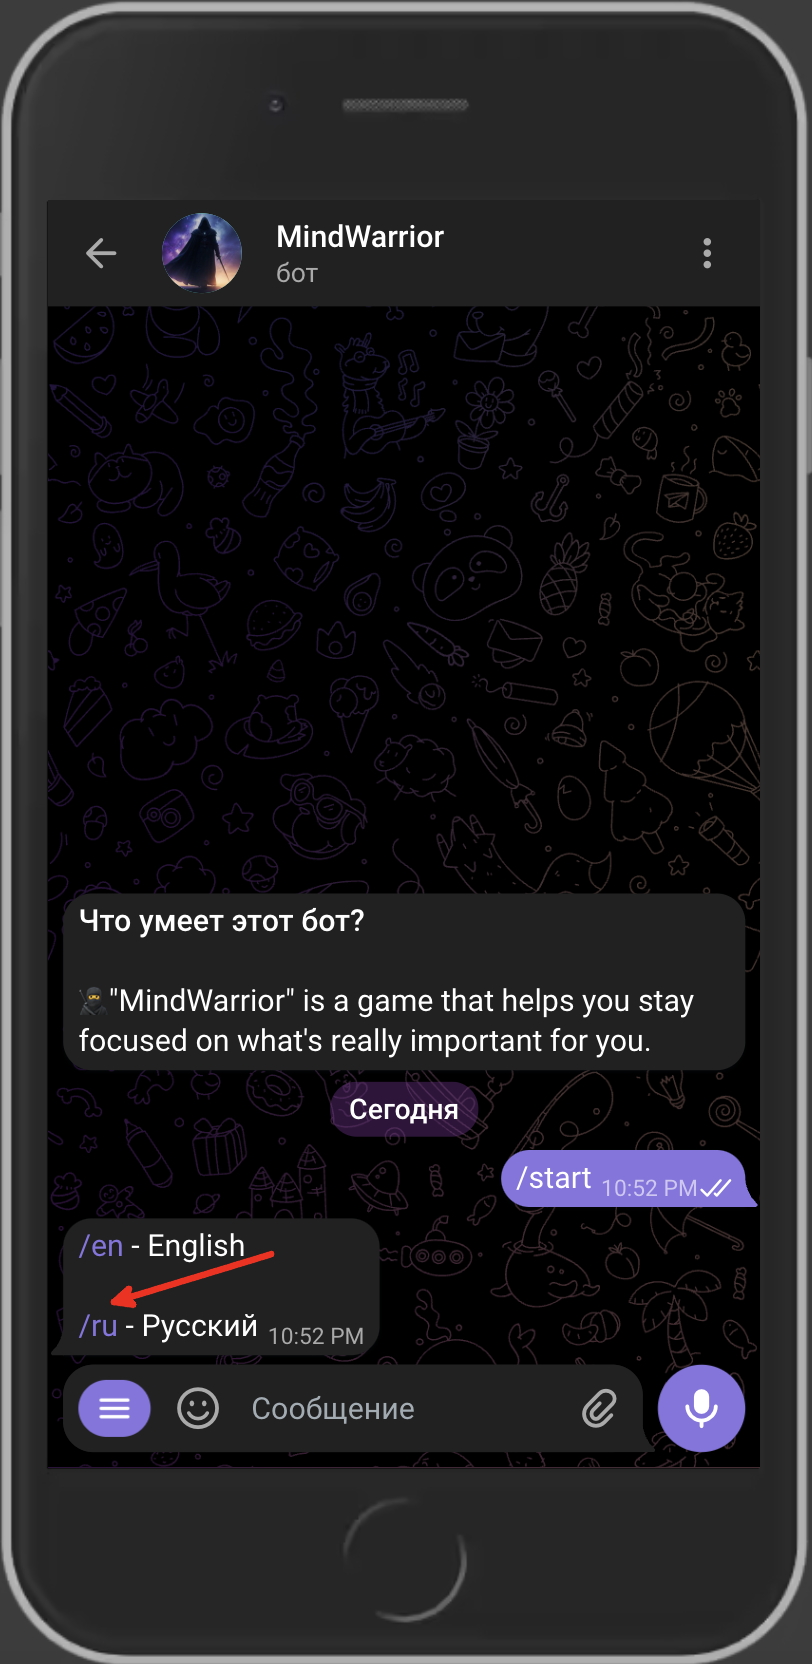 MindWarrior
бот
Что умеет этот бот?
"MindWarrior" is a game that helps you stay
focused on what's really important for you.
Сегодня
/start 10:52 PM
/en - English
/ru - Русский 10:52 PM
Сообщение